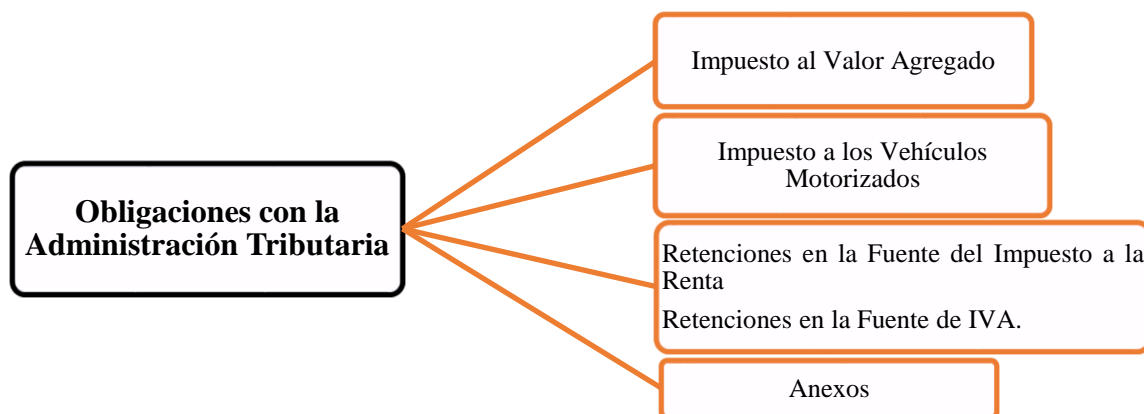 Impuesto al Valor Agregado
Impuesto a los Vehículos
Motorizados
Obligaciones con la
Administración Tributaria
Retenciones en la Fuente del Impuesto a la
Renta
Retenciones en la Fuente de IVA.
Anexos